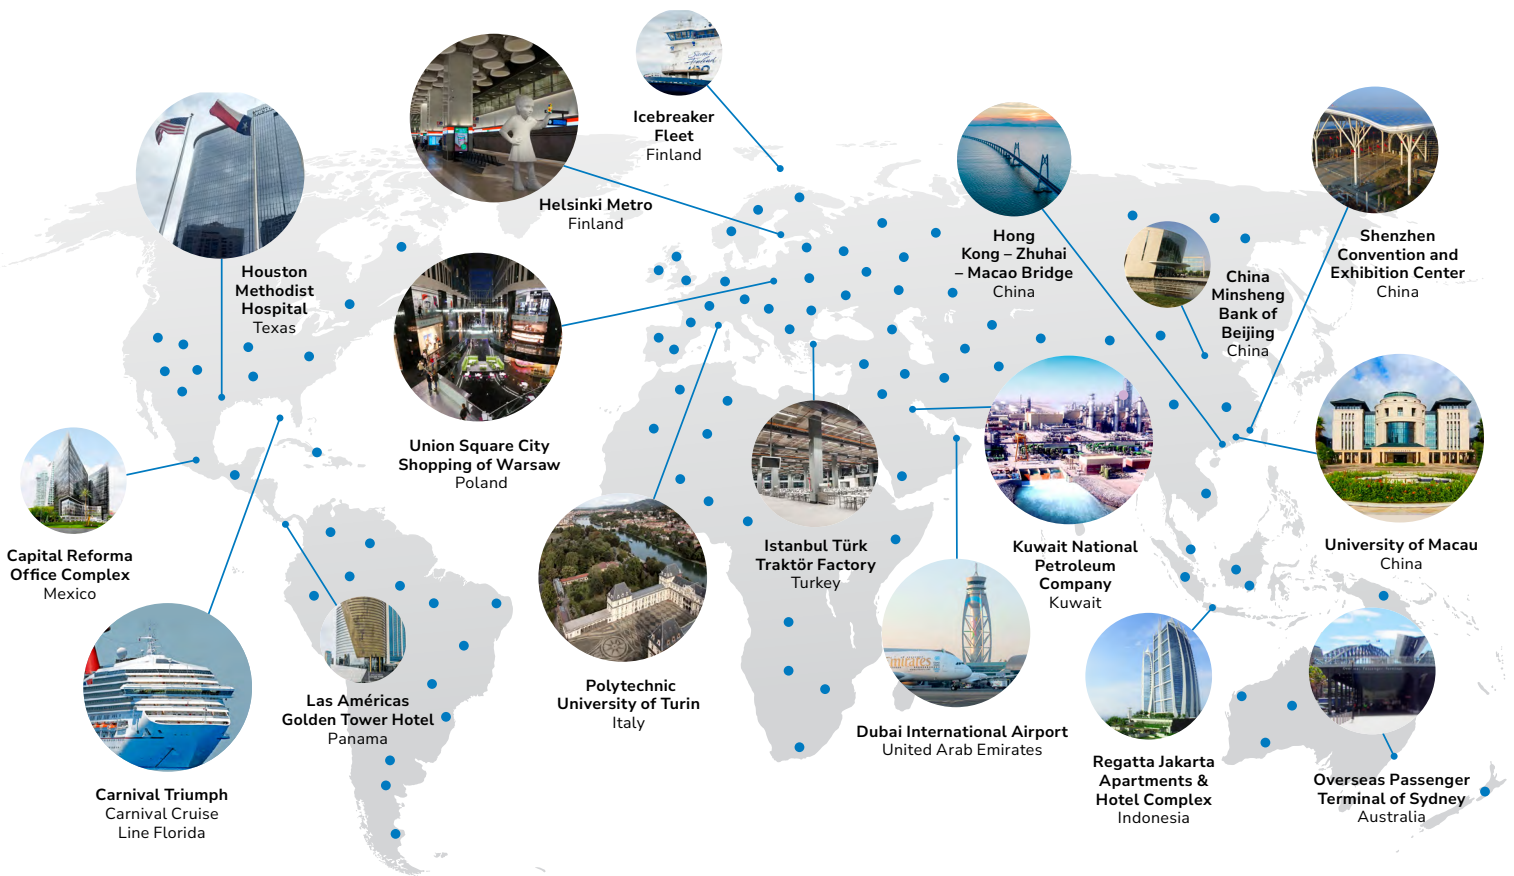 Icebreaker
Fleet
Finland
Helsinki Metro
Finland
Houston
Methodist
Hospital
Texas
Hong
Kong – Zhuhai
– Macao Bridge
China
China
Minsheng
Bank of
Beijing
China
Shenzhen
Convention and
Exhibition Center
China
Union Square City
Shopping of Warsaw
Poland
Capital Reforma
Office Complex
Mexico
Istanbul Türk
Traktör Factory
Turkey
Kuwait National
Petroleum
Company
Kuwait
University of Macau
China
Emirates
Polytechnic
University of Turin
Italy
Las Américas
Golden Tower Hotel
Panama
Carnival Triumph
Carnival Cruise
Line Florida
Dubai International Airport
United Arab Emirates
Regatta Jakarta
Apartments &
Hotel Complex
Indonesia
Overseas Passenger
Terminal of Sydney
Australia